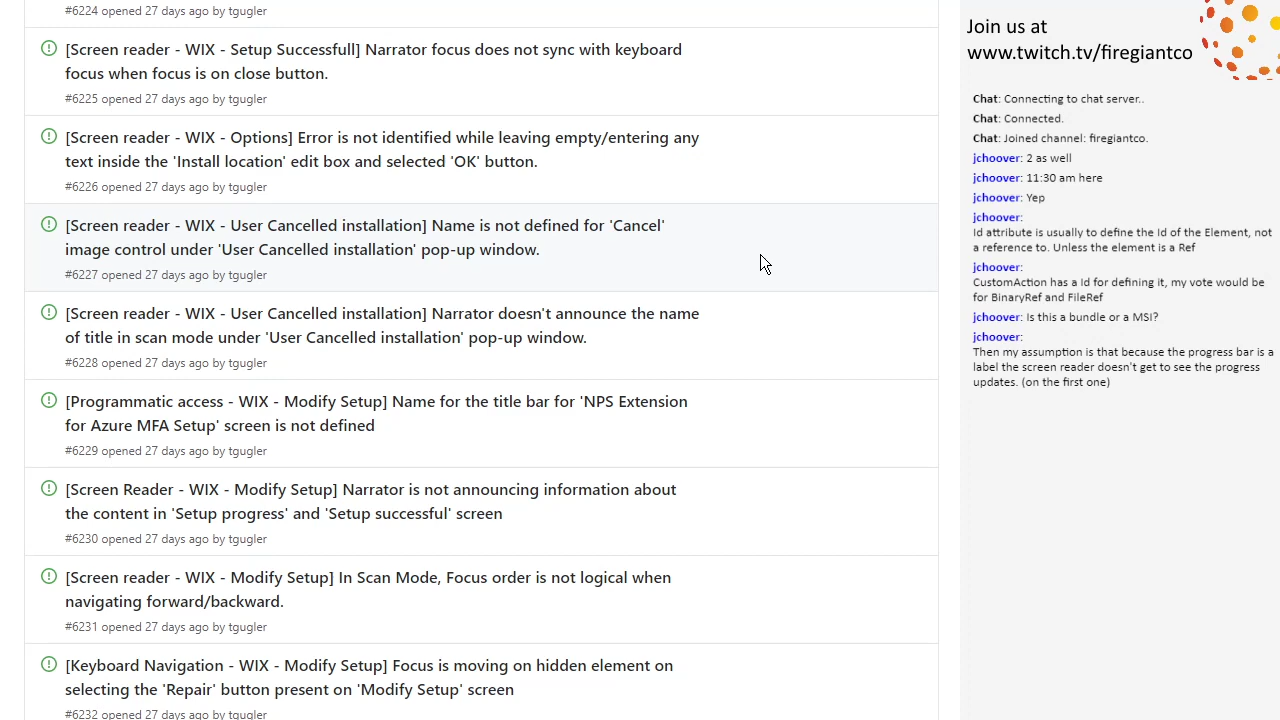 #6224 opened 27 days ago by tgugler
[Screen reader - WIX - Setup Successfull] Narrator focus does not sync with keyboard
focus when focus is on close button.
#6225 opened 27 days ago by tgugler
[Screen reader - WIX - Options] Error is not identified while leaving empty/entering any
text inside the 'Install location' edit box and selected 'OK' button.
#6226 opened 27 days ago by tgugler
[Screen reader - WIX - User Cancelled installation] Name is not defined for 'Cancel'
image control under 'User Cancelled installation' pop-up window.
#6227 opened 27 days ago by tgugler
[Screen reader - WIX - User Cancelled installation] Narrator doesn't announce the name
of title in scan mode under 'User Cancelled installation' pop-up window.
#6228 opened 27 days ago by tgugler
[Programmatic access - WIX - Modify Setup] Name for the title bar for 'NPS Extension
for Azure MFA Setup' screen is not defined
#6229 opened 27 days ago by tgugler
[Screen Reader - WIX - Modify Setup] Narrator is not announcing information about
the content in 'Setup progress' and 'Setup successful' screen
#6230 opened 27 days ago by tgugler
[Screen reader - WIX - Modify Setup] In Scan Mode, Focus order is not logical when
navigating forward/backward.
#6231 opened 27 days ago by tgugler
[Keyboard Navigation - WIX - Modify Setup] Focus is moving on hidden element on
selecting the 'Repair' button present on 'Modify Setup' screen
#6232 opened 27 days ago by tgugler
Join us at
www.twitch.tv/firegiantco
Chat: Connecting to chat server..
Chat: Connected.
Chat: Joined channel: firegiantco.
jchoover: 2 as well
jchoover: 11:30 am here
jchoover: Yep
jchoover:
Id attribute is usually to define the Id of the Element, not
a reference to. Unless the element is a Ref
jchoover:
CustomAction has a Id for defining it, my vote would be
for BinaryRef and FileRef
jchoover: Is this a bundle or a MSI?
jchoover:
Then my assumption is that because the progress bar is a
label the screen reader doesn't get to see the progress
updates. (on the first one)